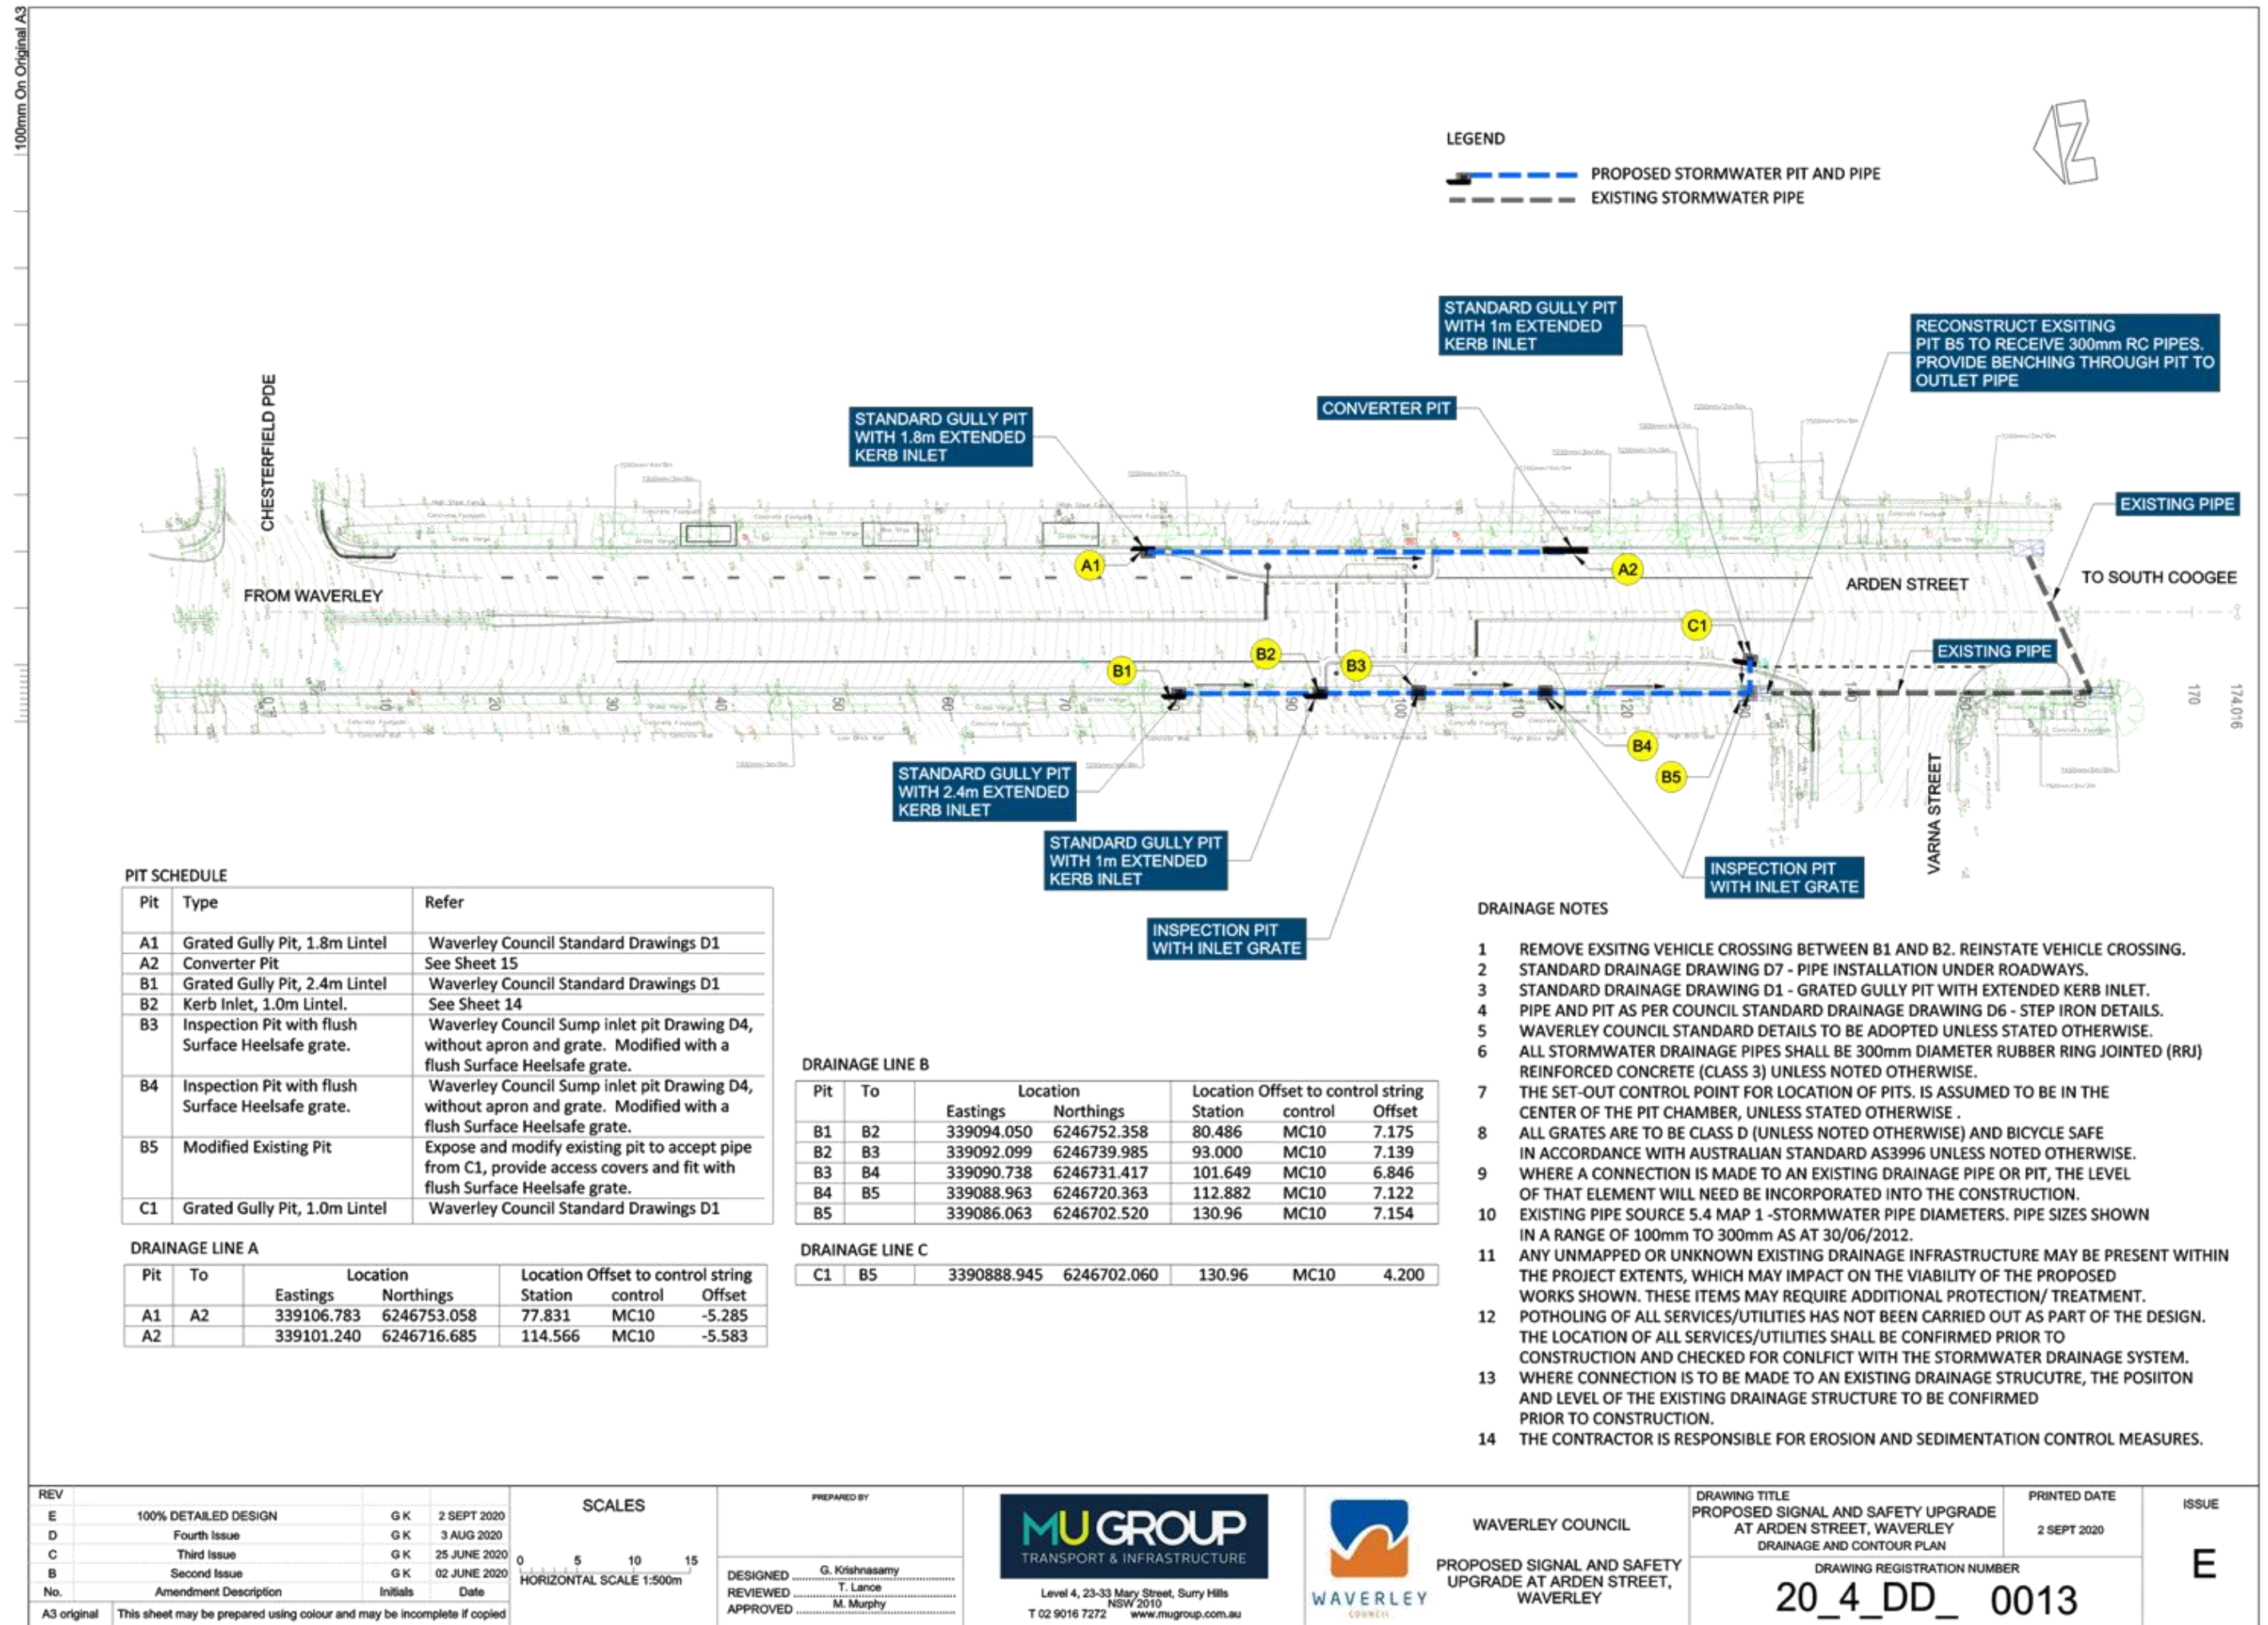 100mm On Original A3
LEGEND
PROPOSED STORMWATER PIT AND PIPE
EXISTING STORMWATER PIPE
STANDARD GULLY PIT
WITH 1m EXTENDED
KERB INLET
RECONSTRUCT EXSITING
PIT B5 TO RECEIVE 300mm RC PIPES.
PROVIDE BENCHING THROUGH PIT TO
OUTLET PIPE
CONVERTER PIT
STANDARD GULLY PIT
WITH 1.8m EXTENDED
KERB INLET
CHESTERFIELD PDE
EXISTING PIPE
A1
A2
FROM WAVERLEY
ARDEN STREET
TO SOUTH COOGEE
C1
B2
B3
B1
EXISTING PIPE
10
20
30
40
50
60
70
90
100
110
120
170
174.016
B4
B5
VARNA STREET
STANDARD GULLY PIT
WITH 2.4m EXTENDED
KERB INLET
STANDARD GULLY PIT
WITH 1m EXTENDED
KERB INLET
INSPECTION PIT
WITH INLET GRATE
INSPECTION PIT
WITH INLET GRATE
PIT SCHEDULE
Pit Type Refer
A1 Grated Gully Pit, 1.8m Lintel Waverley Council Standard Drawings D1
A2 Converter Pit See Sheet 15
B1 Grated Gully Pit, 2.4m Lintel Waverley Council Standard Drawings D1
B2 Kerb Inlet, 1.0m Lintel. See Sheet 14
B3 Inspection Pit with flush Waverley Council Sump inlet pit Drawing D4,
Surface Heelsafe grate. without apron and grate. Modified with a
flush Surface Heelsafe grate.
B4 Inspection Pit with flush Waverley Council Sump inlet pit Drawing D4,
Surface Heelsafe grate. without apron and grate. Modified with a
flush Surface Heelsafe grate.
B5 Modified Existing Pit Expose and modify existing pit to accept pipe
from C1, provide access covers and fit with
flush Surface Heelsafe grate.
C1 Grated Gully Pit, 1.0m Lintel Waverley Council Standard Drawings D1
DRAINAGE LINE A
Pit To Location Location Offset to control string
Eastings Northings Station control Offset
A1 A2 339106.783 6246753.058 77.831 MC10 -5.285
A2 339101.240 6246716.685 114.566 MC10 -5.583
DRAINAGE LINE B
Pit To Location Location Offset to control string
Eastings Northings Station control Offset
B1 B2 339094.050 6246752.358 80.486 MC10 7.175
B2 B3 339092.099 6246739.985 93.000 MC10 7.139
B3 B4 339090.738 6246731.417 101.649 MC10 6.846
B4 B5 339088.963 6246720.363 112.882 MC10 7.122
B5 339086.063 6246702.520 130.96 MC10 7.154
DRAINAGE LINE C
C1 B5 3390888.945 6246702.060 130.96 MC10 4.200
DRAINAGE NOTES
1 REMOVE EXSITNG VEHICLE CROSSING BETWEEN B1 AND B2. REINSTATE VEHICLE CROSSING.
2 STANDARD DRAINAGE DRAWING D7 - PIPE INSTALLATION UNDER ROADWAYS.
3 STANDARD DRAINAGE DRAWING D1 - GRATED GULLY PIT WITH EXTENDED KERB INLET.
4 PIPE AND PIT AS PER COUNCIL STANDARD DRAINAGE DRAWING D6 - STEP IRON DETAILS.
5 WAVERLEY COUNCIL STANDARD DETAILS TO BE ADOPTED UNLESS STATED OTHERWISE.
6 ALL STORMWATER DRAINAGE PIPES SHALL BE 300mm DIAMETER RUBBER RING JOINTED (RRJ)
REINFORCED CONCRETE (CLASS 3) UNLESS NOTED OTHERWISE.
7 THE SET-OUT CONTROL POINT FOR LOCATION OF PITS. IS ASSUMED TO BE IN THE
CENTER OF THE PIT CHAMBER, UNLESS STATED OTHERWISE .
8 ALL GRATES ARE TO BE CLASS D (UNLESS NOTED OTHERWISE) AND BICYCLE SAFE
IN ACCORDANCE WITH AUSTRALIAN STANDARD AS3996 UNLESS NOTED OTHERWISE.
9 WHERE A CONNECTION IS MADE TO AN EXISTING DRAINAGE PIPE OR PIT, THE LEVEL
OF THAT ELEMENT WILL NEED BE INCORPORATED INTO THE CONSTRUCTION.
10 EXISTING PIPE SOURCE 5.4 MAP 1 -STORMWATER PIPE DIAMETERS. PIPE SIZES SHOWN
IN A RANGE OF 100mm TO 300mm AS AT 30/06/2012.
11 ANY UNMAPPED OR UNKNOWN EXISTING DRAINAGE INFRASTRUCTURE MAY BE PRESENT WITHIN
THE PROJECT EXTENTS, WHICH MAY IMPACT ON THE VIABILITY OF THE PROPOSED
WORKS SHOWN. THESE ITEMS MAY REQUIRE ADDITIONAL PROTECTION/ TREATMENT.
12 POTHOLING OF ALL SERVICES/UTILITIES HAS NOT BEEN CARRIED OUT AS PART OF THE DESIGN.
THE LOCATION OF ALL SERVICES/UTILITIES SHALL BE CONFIRMED PRIOR TO
CONSTRUCTION AND CHECKED FOR CONLFICT WITH THE STORMWATER DRAINAGE SYSTEM.
13 WHERE CONNECTION IS TO BE MADE TO AN EXISTING DRAINAGE STRUCUTRE, THE POSIITON
AND LEVEL OF THE EXISTING DRAINAGE STRUCTURE TO BE CONFIRMED
PRIOR TO CONSTRUCTION.
14 THE CONTRACTOR IS RESPONSIBLE FOR EROSION AND SEDIMENTATION CONTROL MEASURES.
REV
E 100% DETAILED DESIGN G K 2 SEPT 2020
D Fourth Issue G K 3 AUG 2020
C Third Issue G K 25 JUNE 2020
B Second Issue G K 02 JUNE 2020
No. Amendment Description Initials Date
A3 original This sheet may be prepared using colour and may be incomplete if copied
SCALES
0 5 10 15
HORIZONTAL SCALE 1:500m
PREPARED BY
DESIGNED G. Krishnasamy
REVIEWED T. Lance
APPROVED M. Murphy
MU GROUP
TRANSPORT & INFRASTRUCTURE
Level 4, 23-33 Mary Street, Surry Hills
NSW 2010
T 02 9016 7272 www.mugroup.com.au
WAVERLEY
COUNCIL
WAVERLEY COUNCIL
PROPOSED SIGNAL AND SAFETY
UPGRADE AT ARDEN STREET,
WAVERLEY
DRAWING TITLE
PROPOSED SIGNAL AND SAFETY UPGRADE
AT ARDEN STREET, WAVERLEY
DRAINAGE AND CONTOUR PLAN
PRINTED DATE
2 SEPT 2020
DRAWING REGISTRATION NUMBER
20_4_DD_ 0013
ISSUE
E